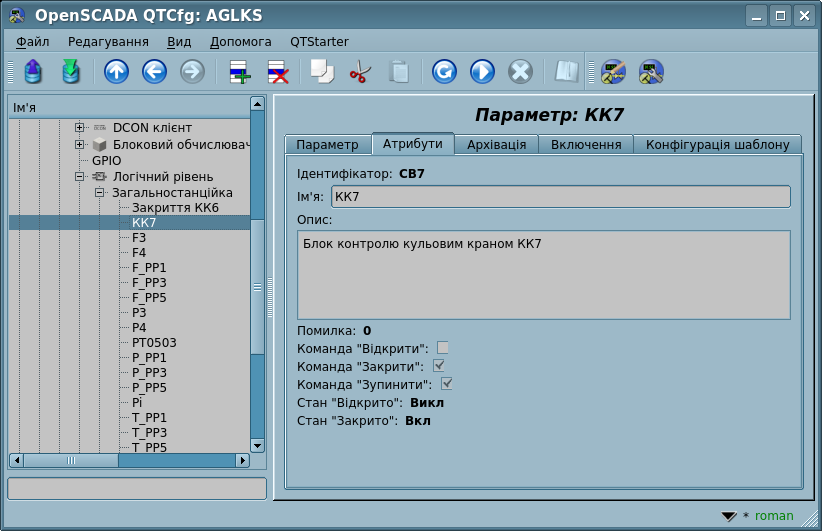 OpenSCADA QTCfg: AGLKS
Файл Редагування Вид Допомога QTStarter
Ім'я
DCON клієнт
Блоковий обчислювач
GPIO
Логічний рівень
Загальностанційка
Закриття КК6
КК7
F3
F4
F_PP1
F_PP3
F_PP5
P3
P4
PT0503
P_PP1
P_PP3
P_PP5
Pi
T_PP1
T_PP3
T_PP5
Параметр: КК7
Параметр Атрибути Архівація Включення Конфігурація шаблону
Ідентифікатор: CB7
Ім'я: КК7
Опис:
Блок контролю кульовим краном КК7
Помилка: 0
Команда "Відкрити":
Команда "Закрити":
Команда "Зупинити":
Стан "Відкрито": Викл
Стан "Закрито": Вкл
* roman